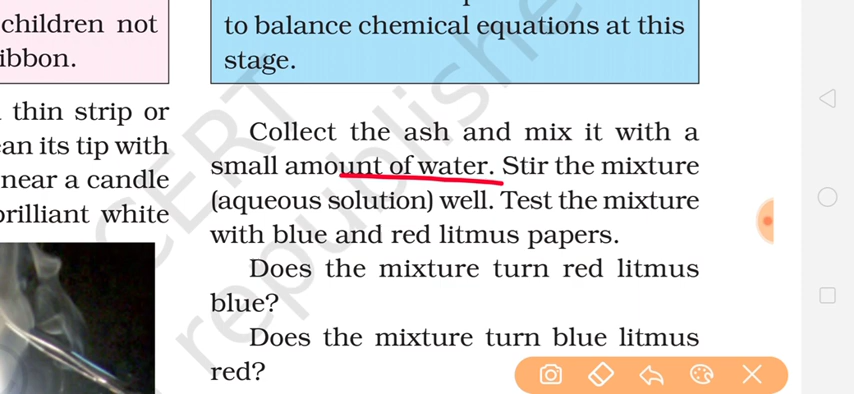 children not
ibbon.
thin strip or
ean its tip with
near a candle
brilliant white
to balance chemical equations at this
stage.
Collect the ash and mix it with a
small amount of water. Stir the mixture
(aqueous solution) well. Test the mixture
with blue and red litmus papers.
Does the mixture turn red litmus
blue?
Does the mixture turn blue litmus
red?